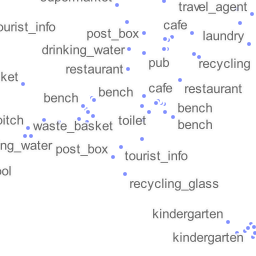 supermarket
travel_agent
tourist_info
cafe
post_box
laundry
drinking_water
pub
recycling
restaurant
ket
cafe
restaurant
bench
bench
bench
pitch
waste_basket
toilet
bench
ng_water
post_box
tourist_info
ool
recycling_glass
kindergarten
kindergarten